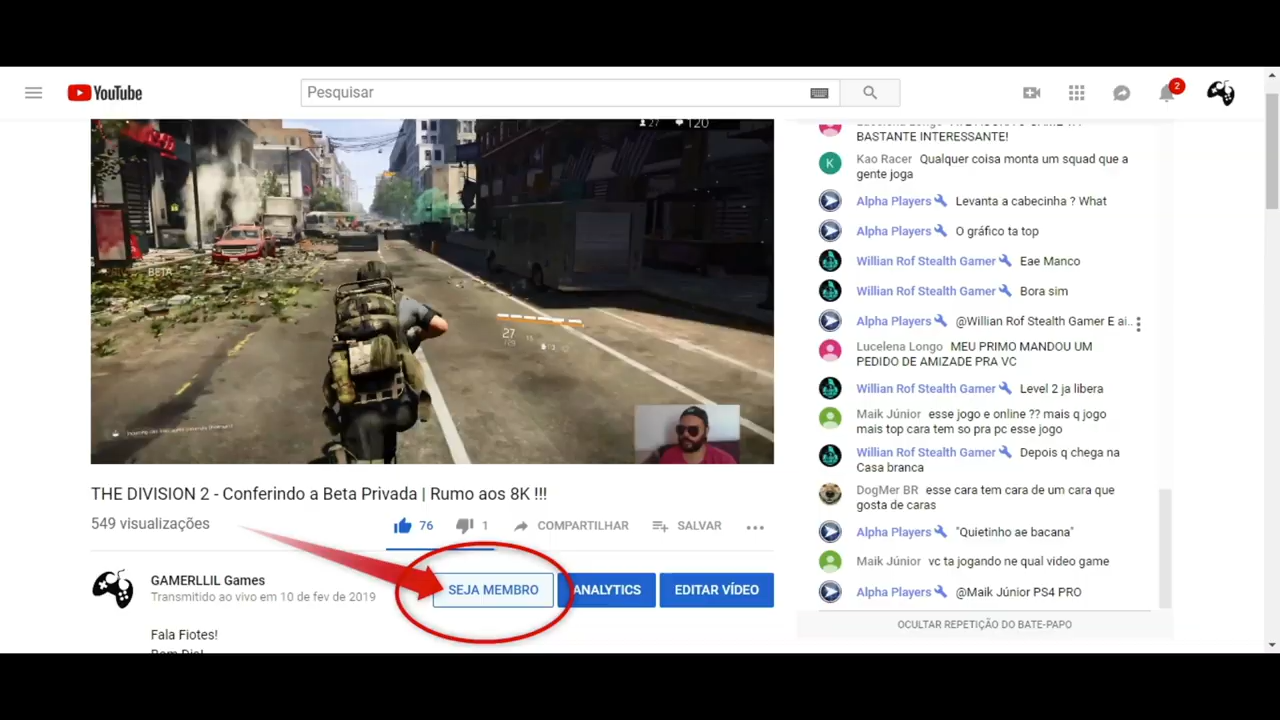 YouTube
Pesquisar
2
27 120
BETA
27
THE DIVISION 2 - Conferindo a Beta Privada | Rumo aos 8K !!!
549 visualizações
76
1
COMPARTILHAR
SALVAR
GAMERLLIL Games
Transmitido ao vivo em 10 de fev de 2019
SEJA MEMBRO
ANALYTICS
EDITAR VÍDEO
Fala Fiotes!
BASTANTE INTERESSANTE!
K
Kao Racer Qualquer coisa monta um squad que a
gente joga
Alpha Players Levanta a cabecinha ? What
Alpha Players O gráfico ta top
Willian Rof Stealth Gamer Eae Manco
Willian Rof Stealth Gamer Bora sim
Alpha Players @Willian Rof Stealth Gamer E ai..
Lucelena Longo MEU PRIMO MANDOU UM
PEDIDO DE AMIZADE PRA VC
Willian Rof Stealth Gamer Level 2 ja libera
Maik Júnior esse jogo e online ?? mais q jogo
mais top cara tem so pra pc esse jogo
Willian Rof Stealth Gamer Depois q chega na
Casa branca
DogMer BR esse cara tem cara de um cara que
gosta de caras
Alpha Players "Quietinho ae bacana"
Maik Júnior vc ta jogando ne qual video game
Alpha Players @Maik Júnior PS4 PRO
OCULTAR REPETIÇÃO DO BATE-PAPO